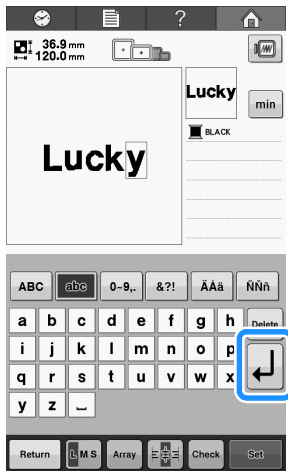 ?
36.9 mm
120.0 mm
Lucky
Lucky
min
BLACK
ABC abc 0~9,. &?! ÄÀä ÑÑñ
a b c d e f g h Delete
i j k l m n o p
q r s t u v w x
y z ⎵
Return L M S Array Check Set